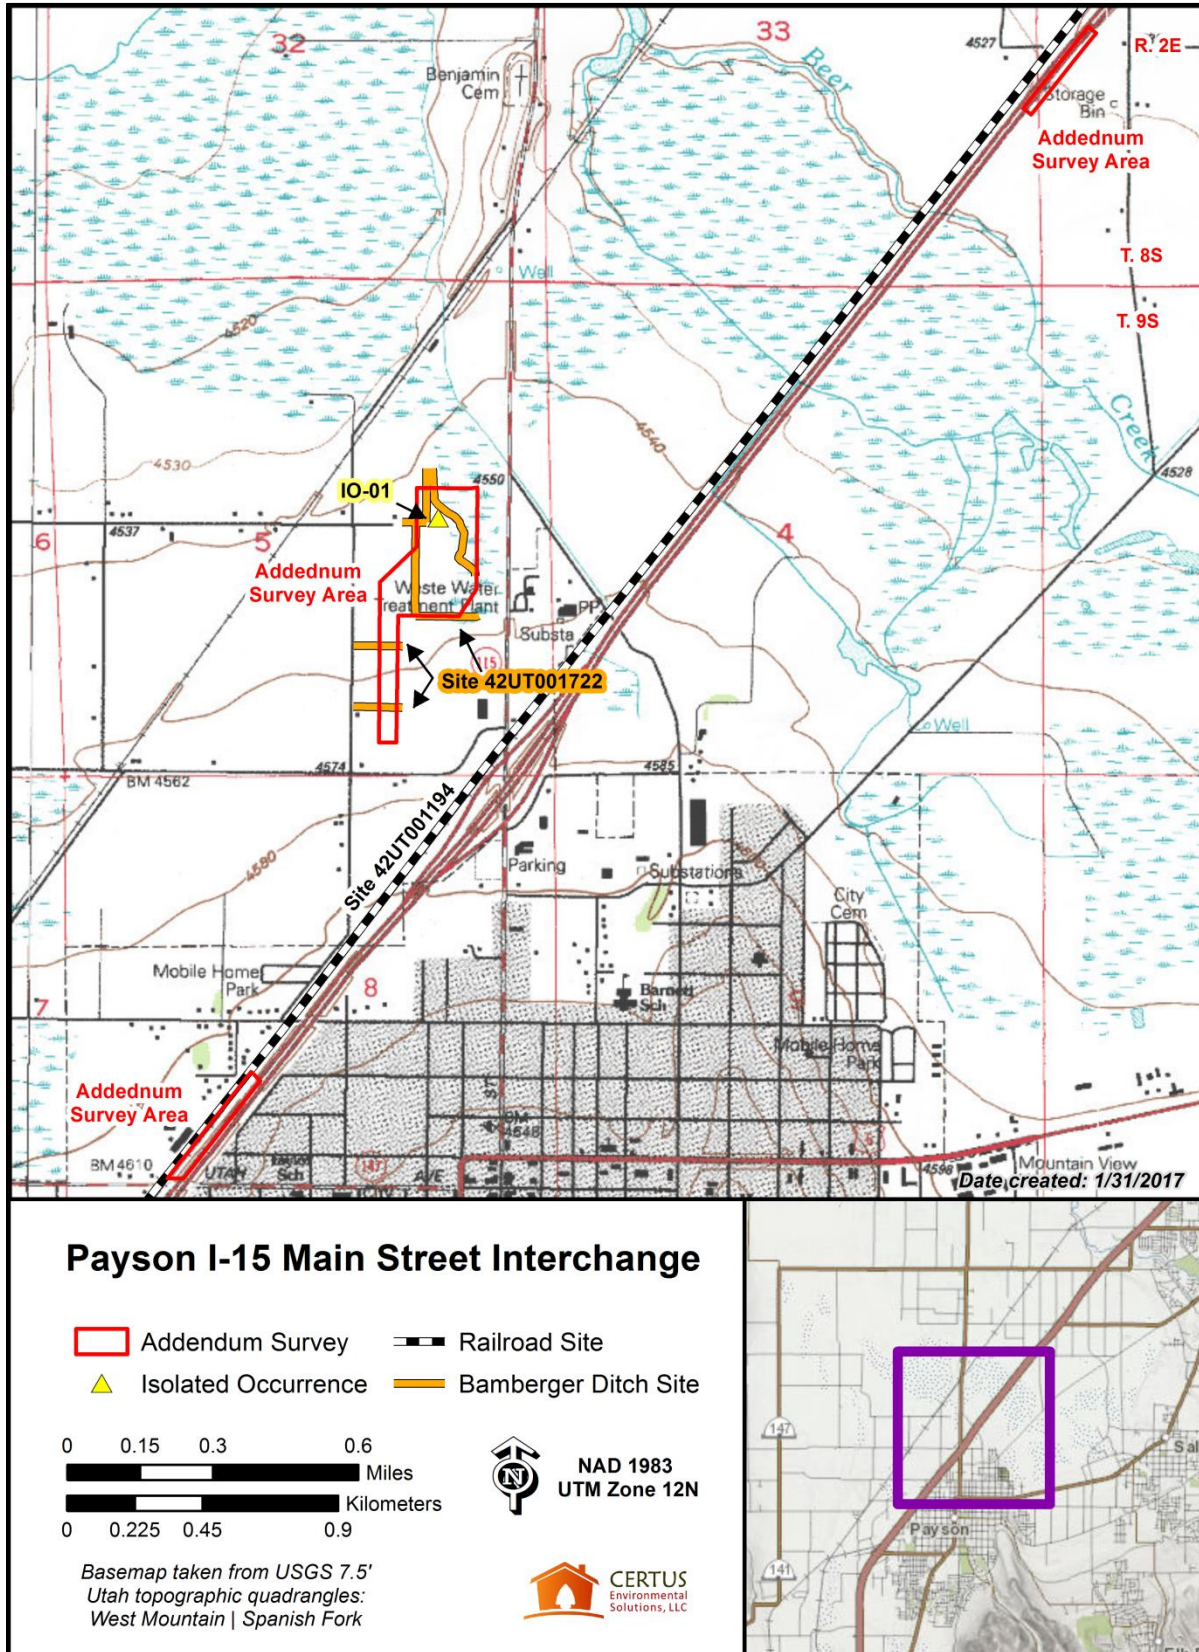 32
33
4527
R. 2E
Benjamin
Cem
Beer
Storage
Bin
Addednum
Survey Area
T. 8S
Well
T. 9S
4520
4540
Creek
4530
4550
4528
IO-01
4537
6
5
4
Addednum
Survey Area
Waste Water
Treatment Plant
PP
Substa
115
Site 42UT001722
Well
BM 4562
4574
4585
Site 42UT001194
4580
Parking
Substations
City
Cem
Mobile Home
Park
8
Barnett
Sch
9
7
Mobile Home
Park
Addednum
Survey Area
ST
BM
4648
BM 4610
UTAH
AVE
Sch
147
4598
Mountain View
Date created: 1/31/2017
Payson I-15 Main Street Interchange
Addendum Survey
Railroad Site
Isolated Occurrence
Bamberger Ditch Site
0 0.15 0.3 0.6
Miles
Kilometers
0 0.225 0.45 0.9
N
NAD 1983
UTM Zone 12N
Basemap taken from USGS 7.5'
Utah topographic quadrangles:
West Mountain | Spanish Fork
CERTUS
Environmental
Solutions, LLC
147
Payson
141